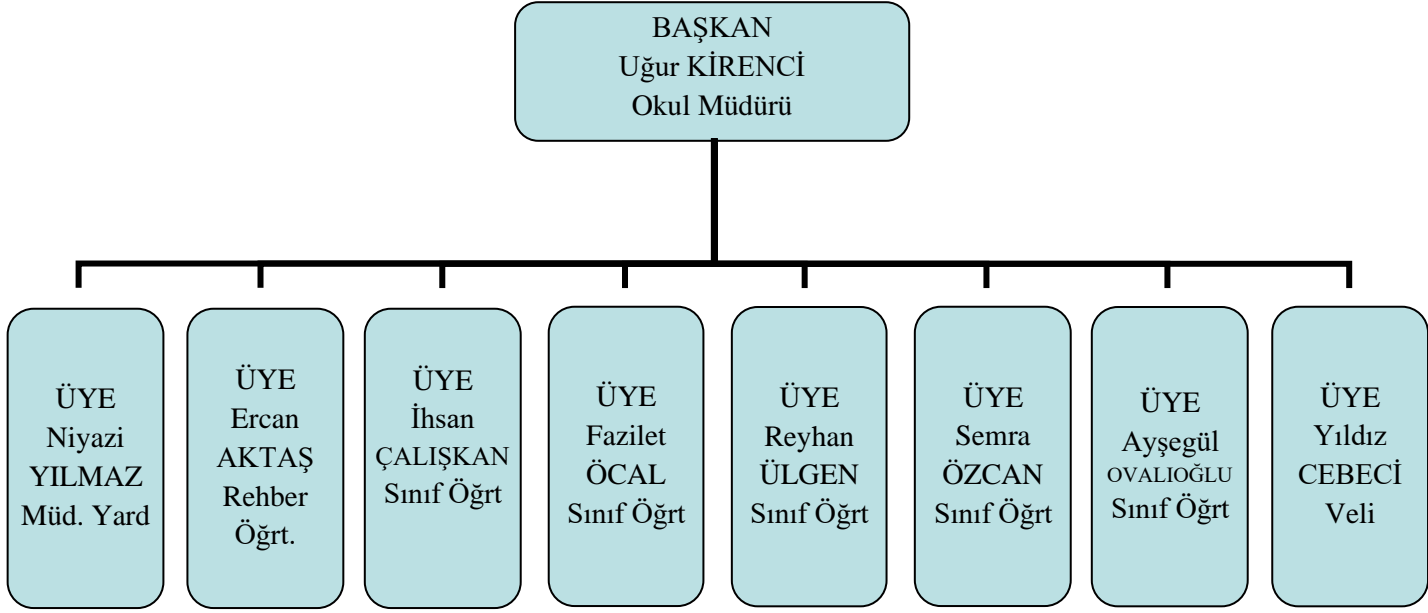 BAŞKAN
Uğur KİRENCİ
Okul Müdürü
ÜYE
Niyazi
YILMAZ
Müd. Yard
ÜYE
Ercan
AKTAŞ
Rehber
Öğrt.
ÜYE
İhsan
ÇALIŞKAN
Sınıf Öğrt
ÜYE
Fazilet
ÖCAL
Sınıf Öğrt
ÜYE
Reyhan
ÜLGEN
Sınıf Öğrt
ÜYE
Semra
ÖZCAN
Sınıf Öğrt
ÜYE
Ayşegül
OVALIOĞLU
Sınıf Öğrt
ÜYE
Yıldız
CEBECİ
Veli